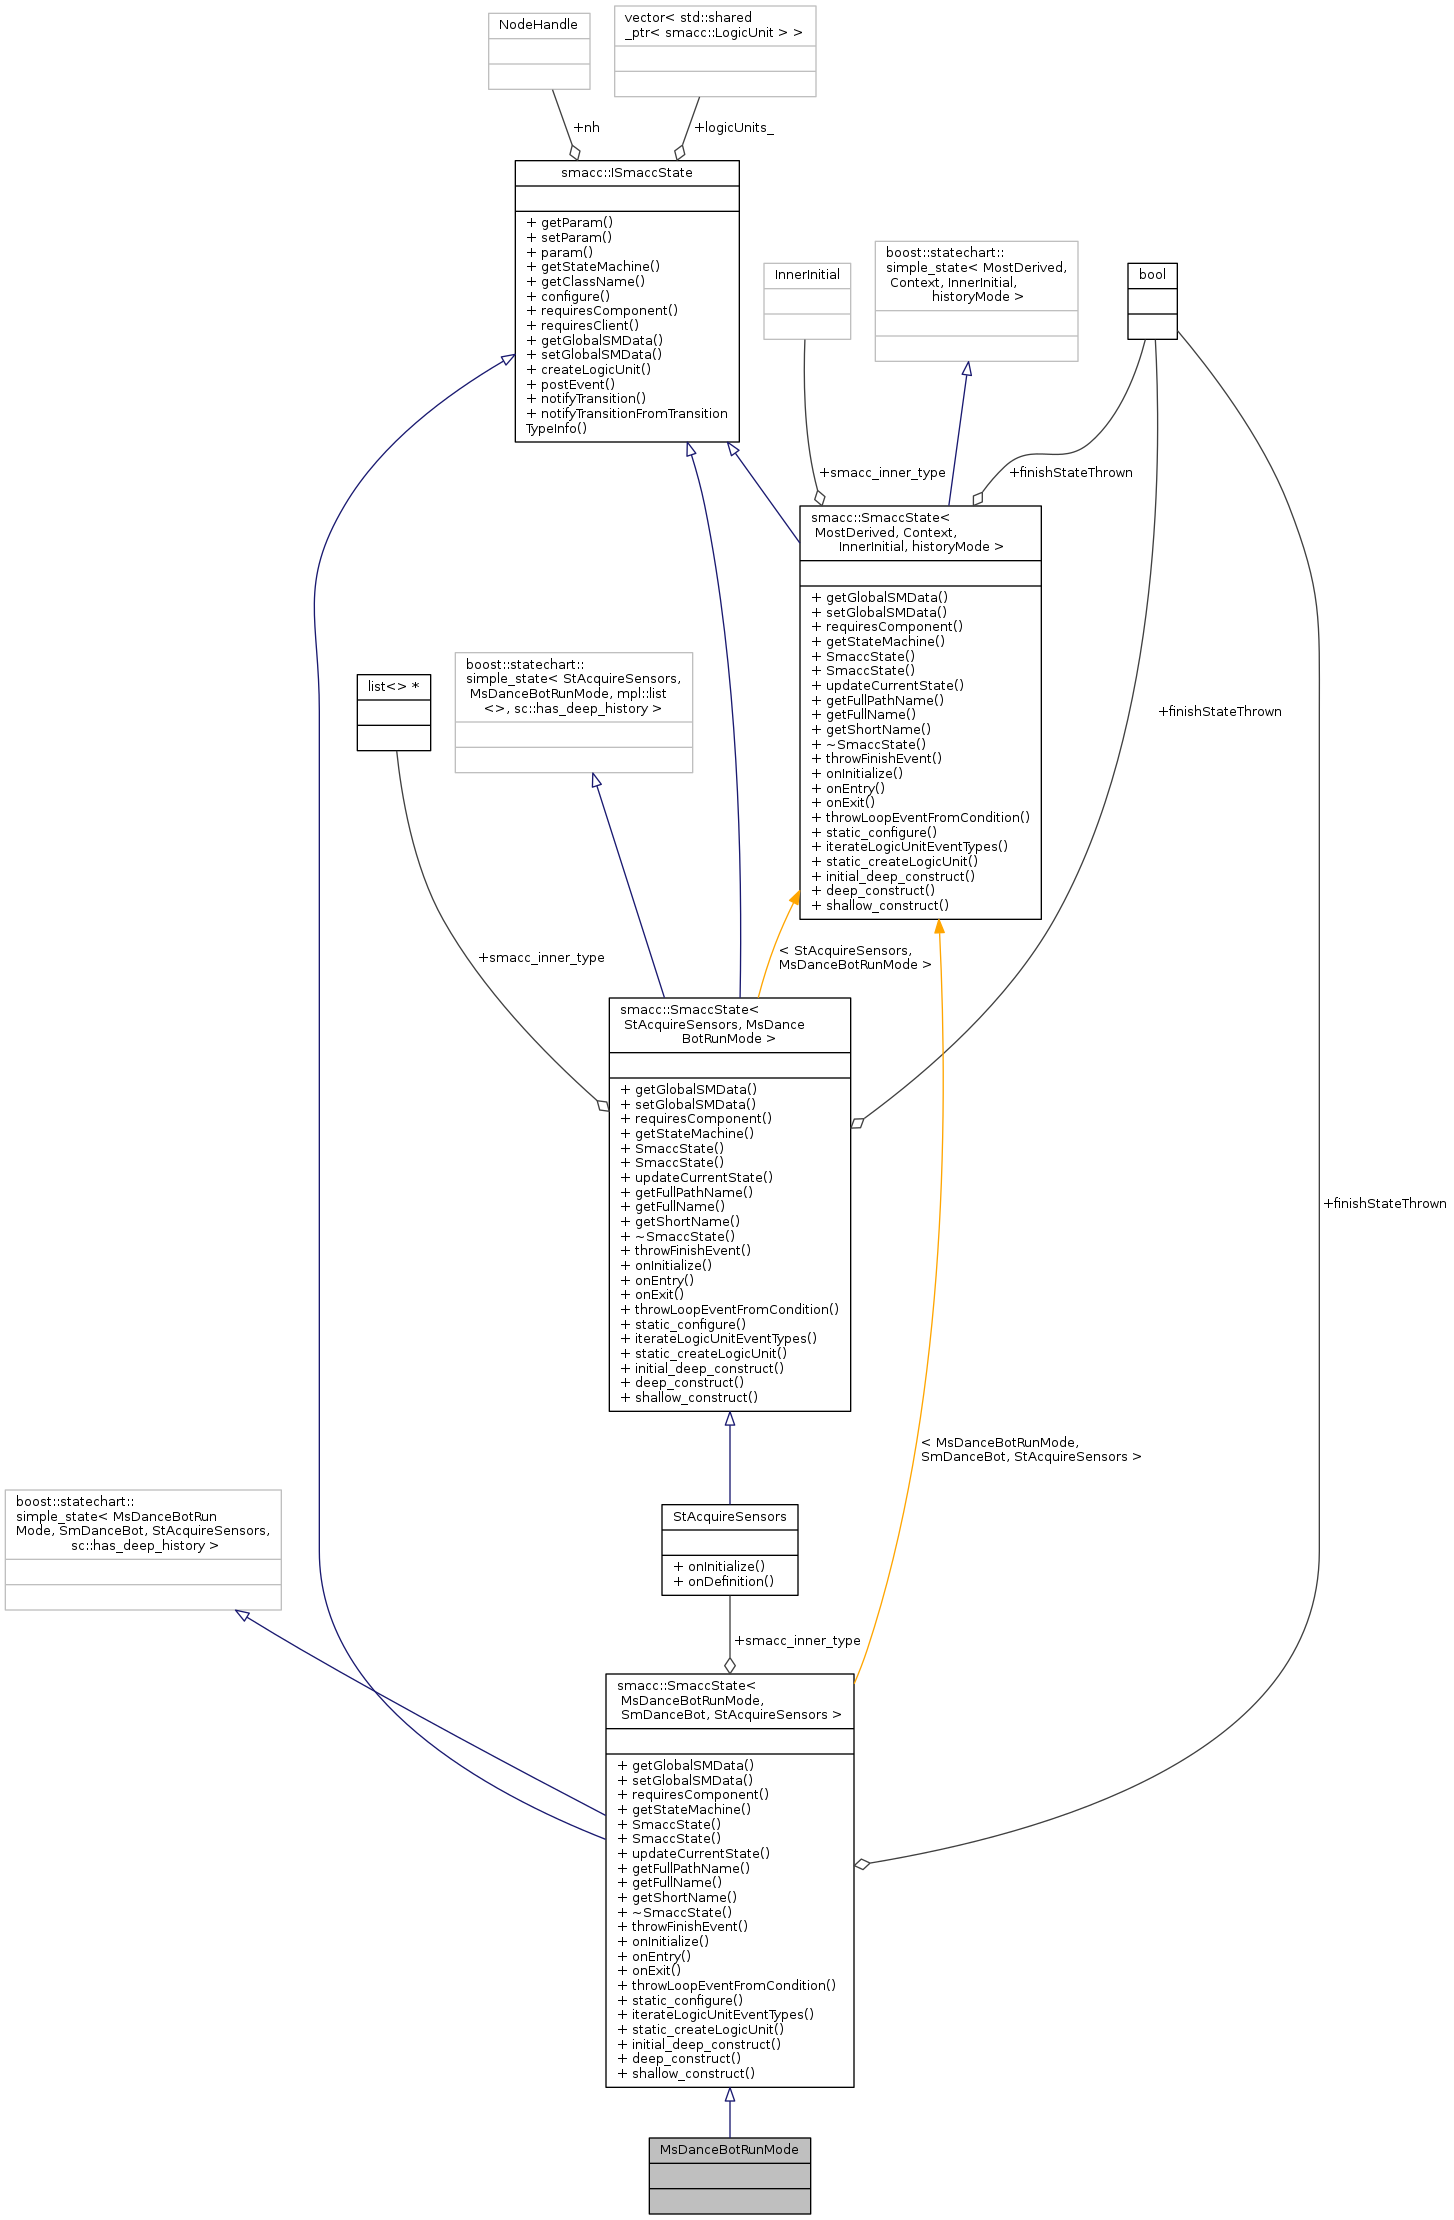 NodeHandle
vector< std::shared
_ptr< smacc::LogicUnit > >
+nh
+logicUnits_
smacc::ISmaccState
+ getParam()
+ setParam()
+ param()
+ getStateMachine()
+ getClassName()
+ configure()
+ requiresComponent()
+ requiresClient()
+ getGlobalSMData()
+ setGlobalSMData()
+ createLogicUnit()
+ postEvent()
+ notifyTransition()
+ notifyTransitionFromTransition
TypeInfo()
InnerInitial
boost::statechart::
simple_state< MostDerived,
Context, InnerInitial,
historyMode >
bool
+smacc_inner_type
+finishStateThrown
smacc::SmaccState<
MostDerived, Context,
InnerInitial, historyMode >
+ getGlobalSMData()
+ setGlobalSMData()
+ requiresComponent()
+ getStateMachine()
+ SmaccState()
+ SmaccState()
+ updateCurrentState()
+ getFullPathName()
+ getFullName()
+ getShortName()
+ ~SmaccState()
+ throwFinishEvent()
+ onInitialize()
+ onEntry()
+ onExit()
+ throwLoopEventFromCondition()
+ static_configure()
+ iterateLogicUnitEventTypes()
+ static_createLogicUnit()
+ initial_deep_construct()
+ deep_construct()
+ shallow_construct()
list<> *
boost::statechart::
simple_state< StAcquireSensors,
MsDanceBotRunMode, mpl::list
<>, sc::has_deep_history >
+finishStateThrown
+smacc_inner_type
< StAcquireSensors,
MsDanceBotRunMode >
smacc::SmaccState<
StAcquireSensors, MsDance
BotRunMode >
+ getGlobalSMData()
+ setGlobalSMData()
+ requiresComponent()
+ getStateMachine()
+ SmaccState()
+ SmaccState()
+ updateCurrentState()
+ getFullPathName()
+ getFullName()
+ getShortName()
+ ~SmaccState()
+ throwFinishEvent()
+ onInitialize()
+ onEntry()
+ onExit()
+ throwLoopEventFromCondition()
+ static_configure()
+ iterateLogicUnitEventTypes()
+ static_createLogicUnit()
+ initial_deep_construct()
+ deep_construct()
+ shallow_construct()
+finishStateThrown
< MsDanceBotRunMode,
SmDanceBot, StAcquireSensors >
boost::statechart::
simple_state< MsDanceBotRun
Mode, SmDanceBot, StAcquireSensors,
sc::has_deep_history >
StAcquireSensors
+ onInitialize()
+ onDefinition()
+smacc_inner_type
smacc::SmaccState<
MsDanceBotRunMode,
SmDanceBot, StAcquireSensors >
+ getGlobalSMData()
+ setGlobalSMData()
+ requiresComponent()
+ getStateMachine()
+ SmaccState()
+ SmaccState()
+ updateCurrentState()
+ getFullPathName()
+ getFullName()
+ getShortName()
+ ~SmaccState()
+ throwFinishEvent()
+ onInitialize()
+ onEntry()
+ onExit()
+ throwLoopEventFromCondition()
+ static_configure()
+ iterateLogicUnitEventTypes()
+ static_createLogicUnit()
+ initial_deep_construct()
+ deep_construct()
+ shallow_construct()
MsDanceBotRunMode